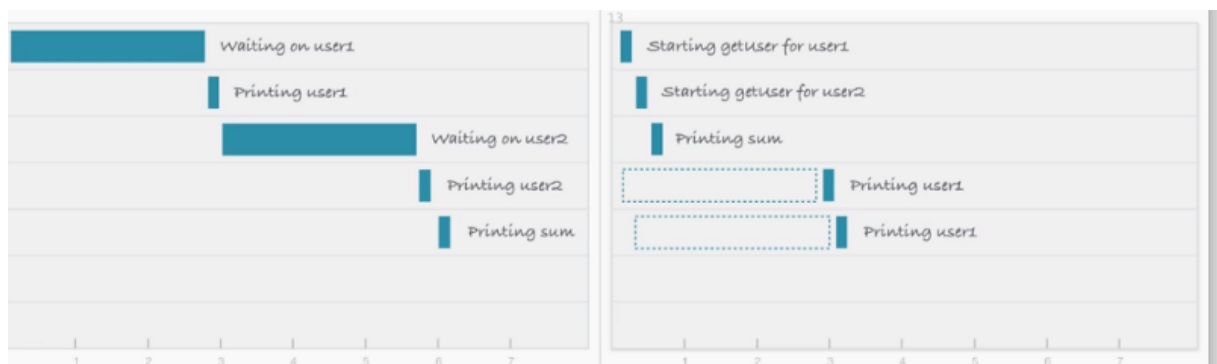 Waiting on user1
Printing user1
Waiting on user2
Printing user2
Printing sum
1 2 3 4 5 6 7
13
Starting getUser for user1
Starting getUser for user2
Printing sum
Printing user1
Printing user1
1 2 3 4 5 6 7